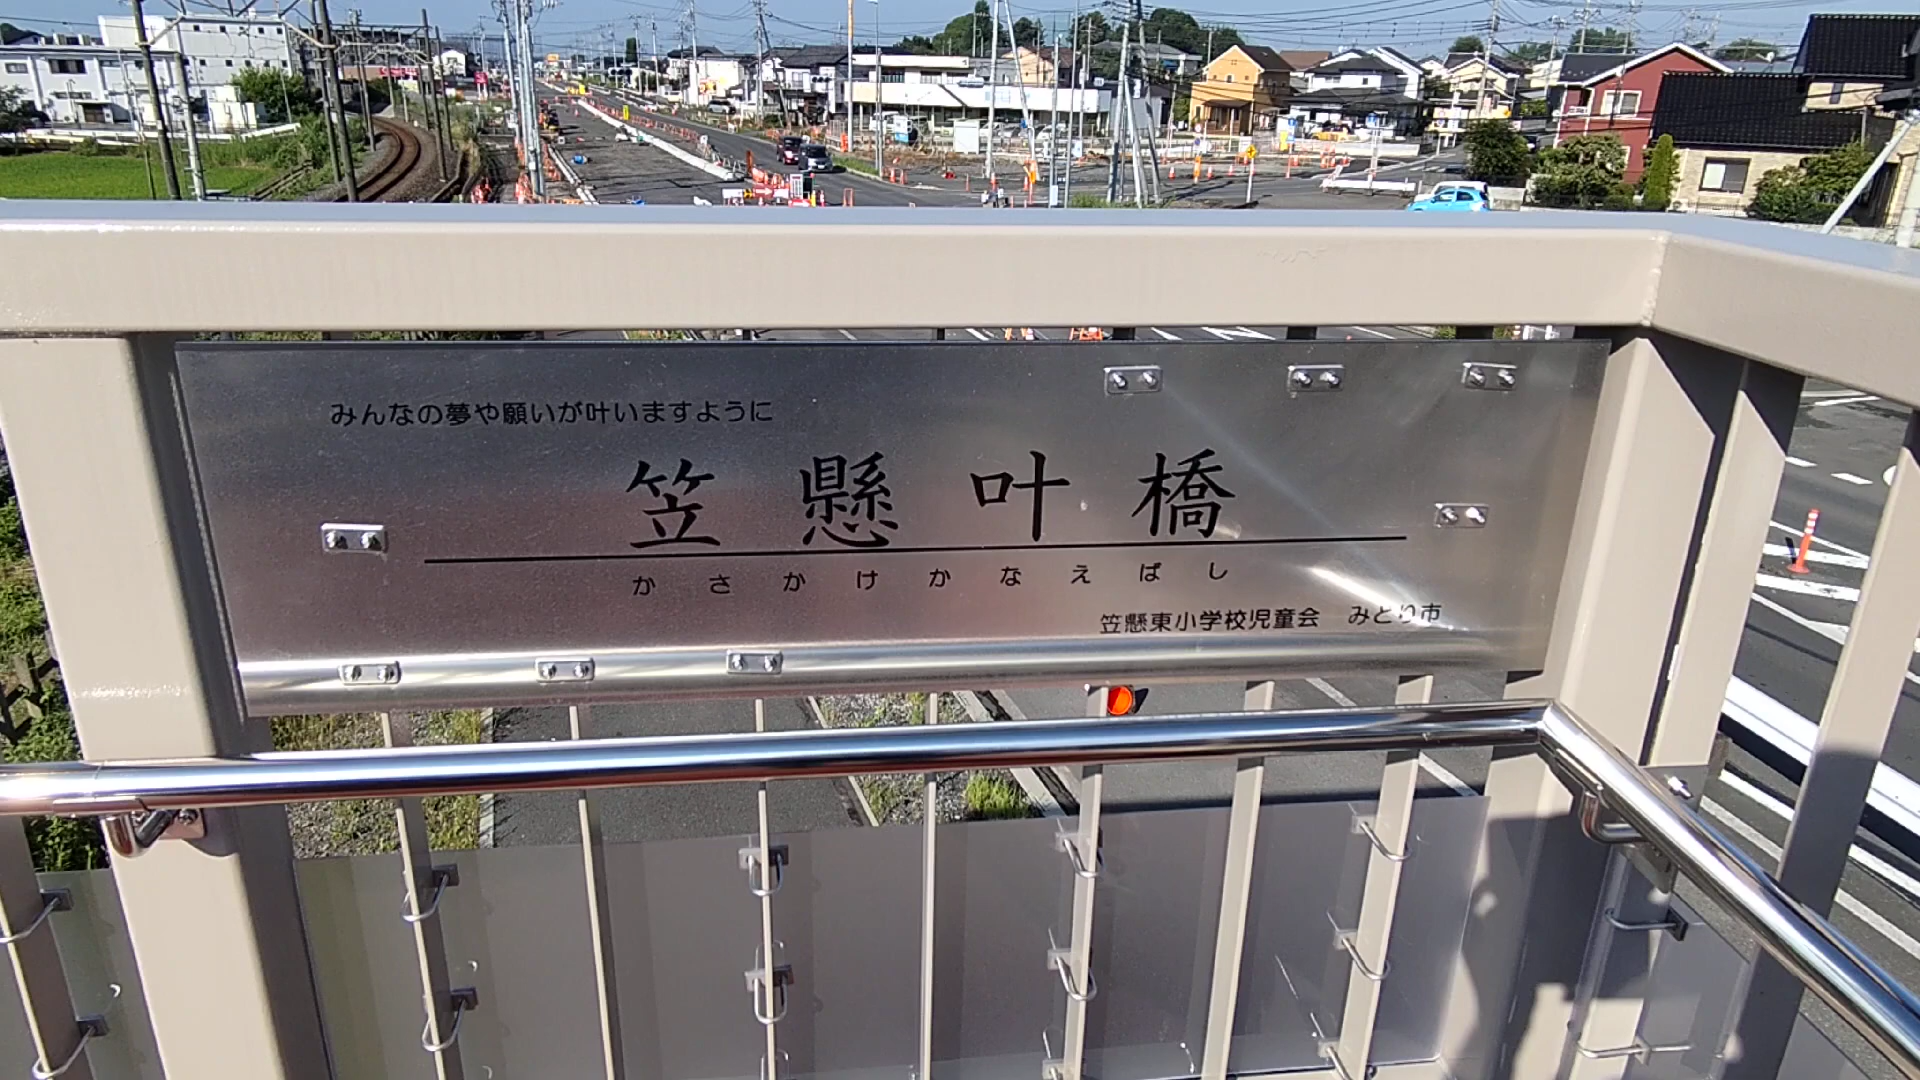 みんなの夢や願いが叶いますように
笠懸叶橋
かさかけかなえばし
笠懸東小学校児童会　みどり市